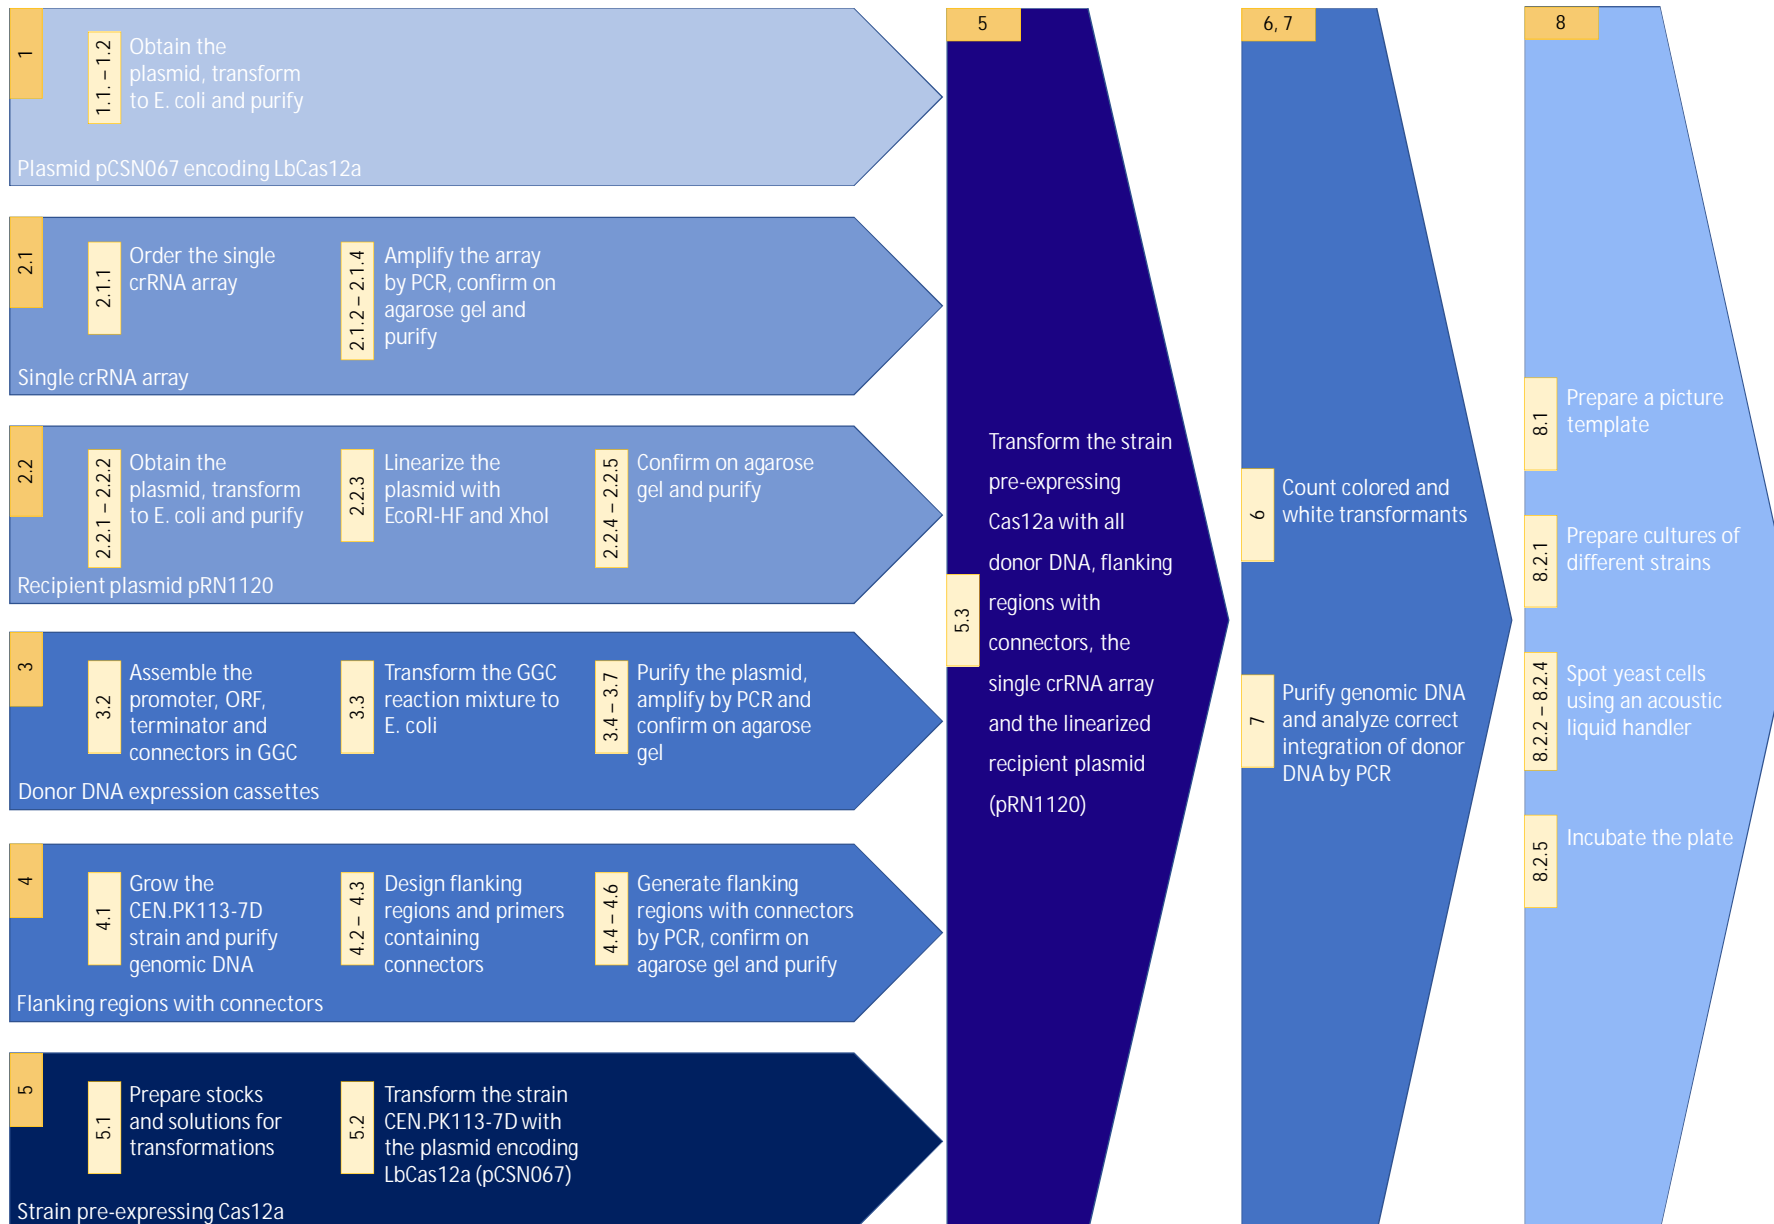 1
1.1. – 1.2
Obtain the
plasmid, transform
to E. coli and purify
Plasmid pCSN067 encoding LbCas12a
2.1
2.1.1
Order the single
crRNA array
2.1.2 – 2.1.4
Amplify the array
by PCR, confirm on
agarose gel and
purify
Single crRNA array
2.2
2.2.1 – 2.2.2
Obtain the
plasmid, transform
to E. coli and purify
2.2.3
Linearize the
plasmid with
EcoRI-HF and XhoI
2.2.4 – 2.2.5
Confirm on agarose
gel and purify
Recipient plasmid pRN1120
3
3.2
Assemble the
promoter, ORF,
terminator and
connectors in GGC
3.3
Transform the GGC
reaction mixture to
E. coli
3.4 – 3.7
Purify the plasmid,
amplify by PCR and
confirm on agarose
gel
Donor DNA expression cassettes
4
4.1
Grow the
CEN.PK113-7D
strain and purify
genomic DNA
4.2 – 4.3
Design flanking
regions and primers
containing
connectors
4.4 – 4.6
Generate flanking
regions with connectors
by PCR, confirm on
agarose gel and purify
Flanking regions with connectors
5
5.1
Prepare stocks
and solutions for
transformations
5.2
Transform the strain
CEN.PK113-7D with
the plasmid encoding
LbCas12a (pCSN067)
Strain pre-expressing Cas12a
5
5.3
Transform the strain
pre-expressing
Cas12a with all
donor DNA, flanking
regions with
connectors, the
single crRNA array
and the linearized
recipient plasmid
(pRN1120)
6, 7
6
Count colored and
white transformants
7
Purify genomic DNA
and analyze correct
integration of donor
DNA by PCR
8
8.1
Prepare a picture
template
8.2.1
Prepare cultures of
different strains
8.2.2 – 8.2.4
Spot yeast cells
using an acoustic
liquid handler
8.2.5
Incubate the plate